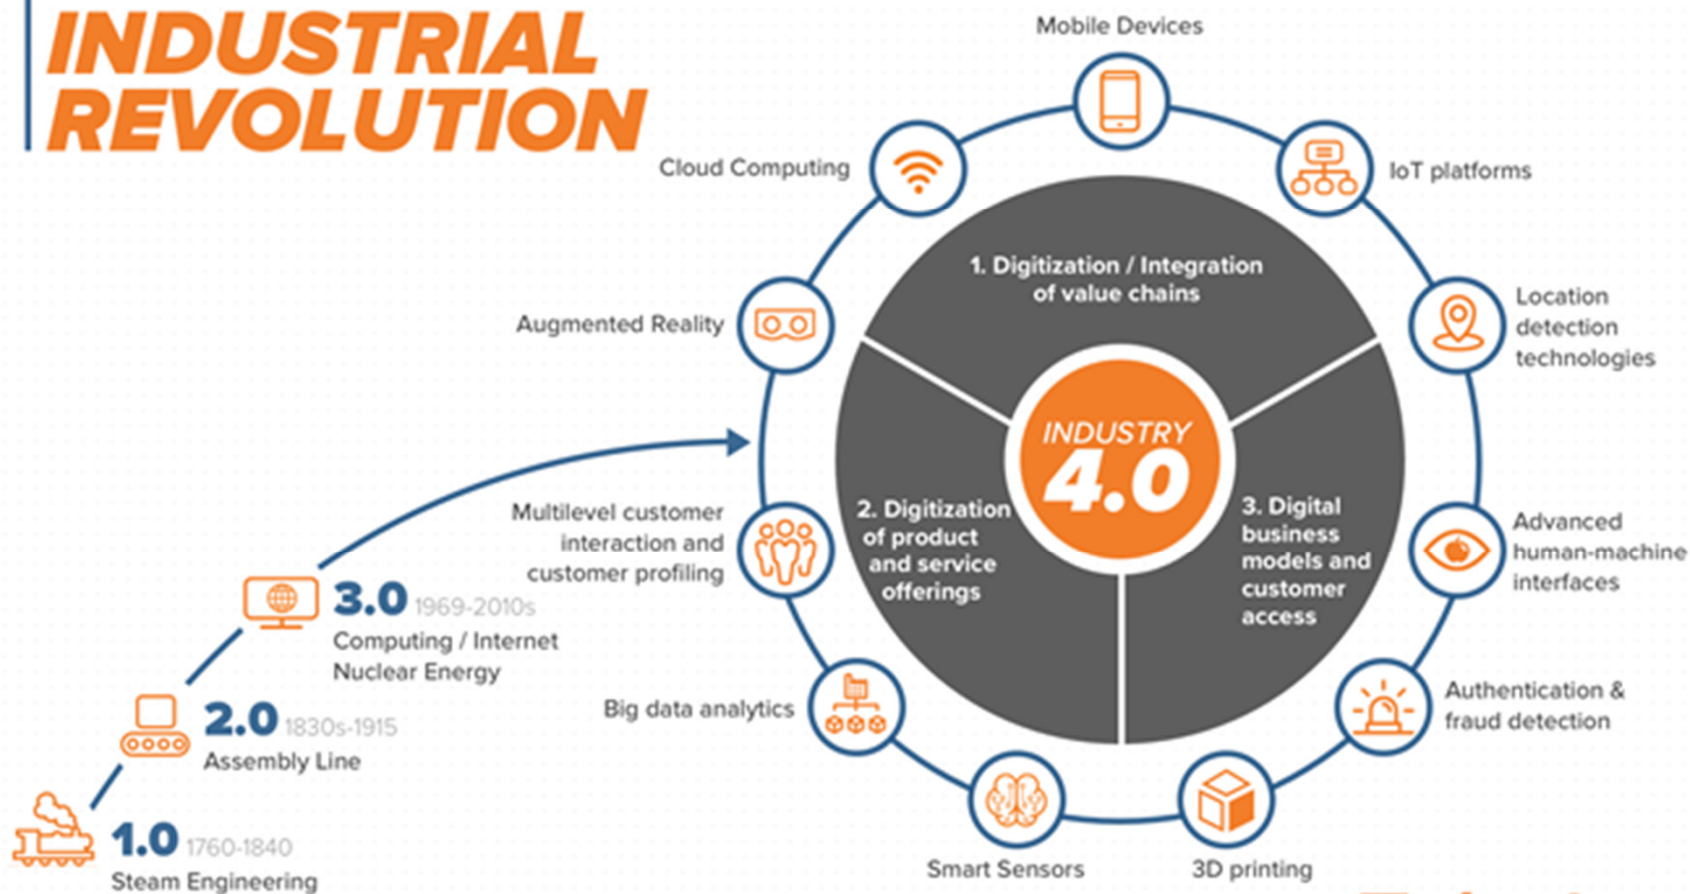 INDUSTRIAL
REVOLUTION
Mobile Devices
Cloud Computing
IoT platforms
Augmented Reality
Location
detection
technologies
1. Digitization / Integration
of value chains
INDUSTRY
4.0
2. Digitization
of product
and service
offerings
3. Digital
business
models and
customer
access
Multilevel customer
interaction and
customer profiling
Advanced
human-machine
interfaces
Big data analytics
Authentication &
fraud detection
Smart Sensors
3D printing
3.0 1969-2010s
Computing / Internet
Nuclear Energy
2.0 1830s-1915
Assembly Line
1.0 1760-1840
Steam Engineering